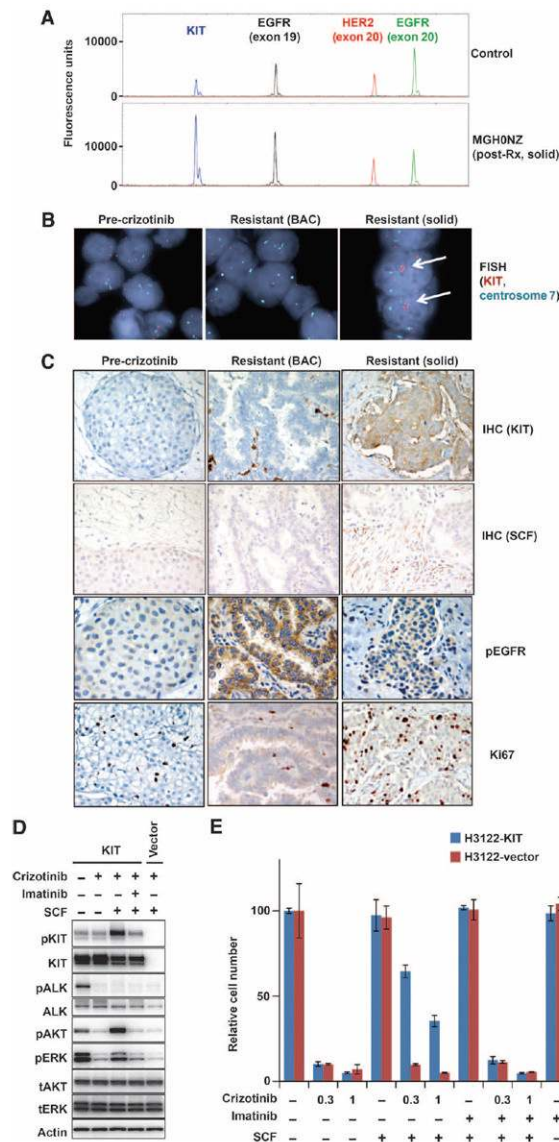 A
KIT
EGFR
(exon 19)
HER2
(exon 20)
EGFR
(exon 20)
Fluorescence units
10000
0
Control
10000
0
MGH0NZ
(post-Rx, solid)
B
Pre-crizotinib
Resistant (BAC)
Resistant (solid)
FISH
(KIT,
centrosome 7)
C
Pre-crizotinib
Resistant (BAC)
Resistant (solid)
IHC (KIT)
IHC (SCF)
pEGFR
Ki67
D
KIT
Vector
Crizotinib – + + + +
Imatinib – – – + –
SCF – – + + +
pKIT
KIT
pALK
ALK
pAKT
pERK
tAKT
tERK
Actin
E
H3122-KIT
H3122-vector
Relative cell number
100
50
0
Crizotinib – 0.3 1 – 0.3 1 – 0.3 1 –
Imatinib – – – – – – + + + +
SCF – – – + + + + + +